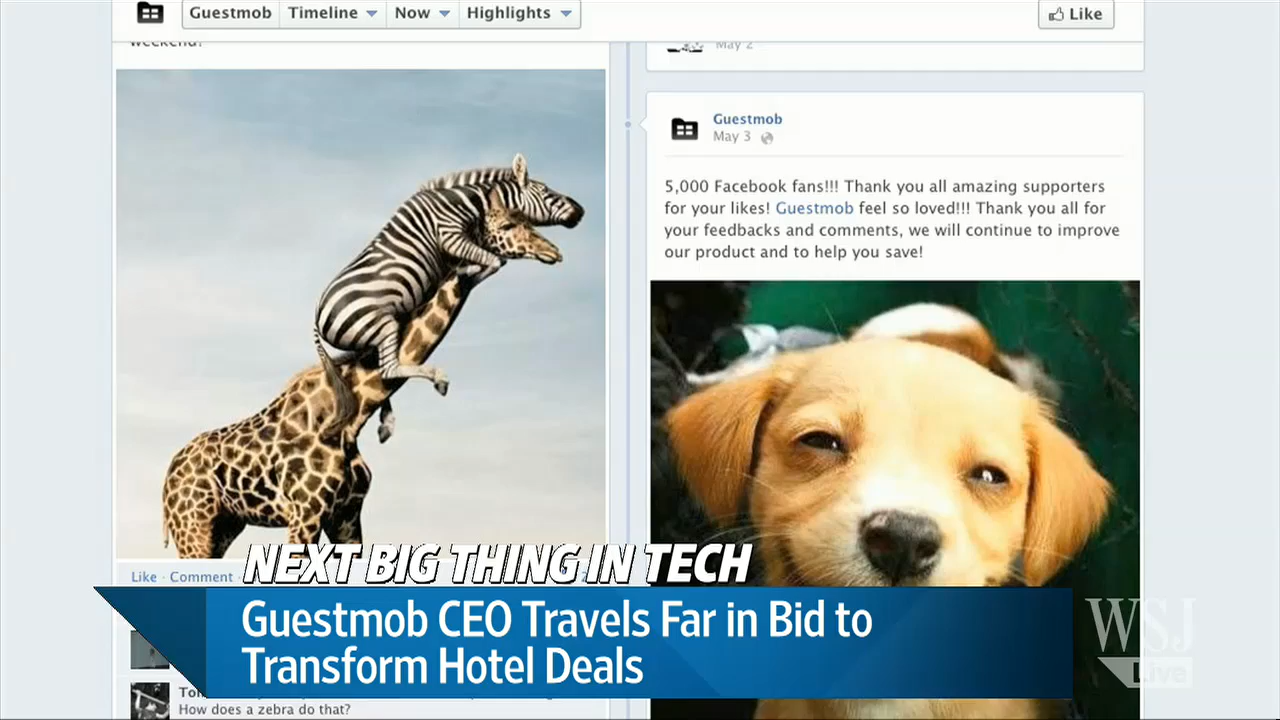 Guestmob Timeline Now Highlights Like
weekend!
May 2
Guestmob
May 3
5,000 Facebook fans!!! Thank you all amazing supporters
for your likes! Guestmob feel so loved!!! Thank you all for
your feedbacks and comments, we will continue to improve
our product and to help you save!
Like · Comment
NEXT BIG THING IN TECH
Guestmob CEO Travels Far in Bid to
Transform Hotel Deals
WSJ
Live
How does a zebra do that?